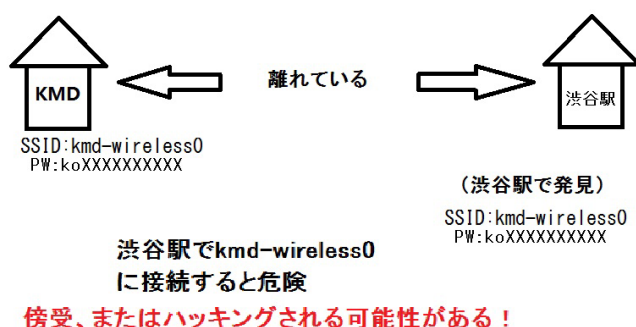 KMD
離れている
渋谷駅
SSID:kmd-wireless0
PW:koXXXXXXXXXX
(渋谷駅で発見)
SSID:kmd-wireless0
PW:koXXXXXXXXXX
渋谷駅でkmd-wireless0
に接続すると危険
傍受、またはハッキングされる可能性がある！